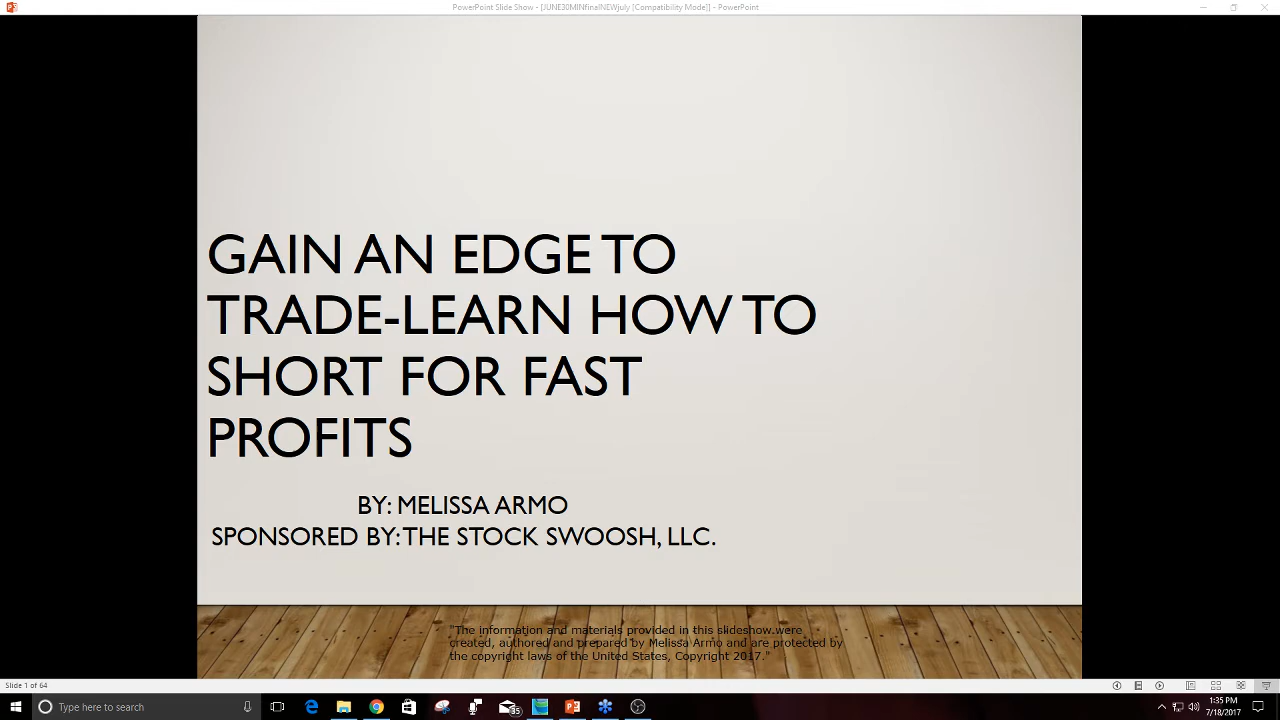 PowerPoint Slide Show - [JUNE30MINfinalNEWjuly [Compatibility Mode]] - PowerPoint
GAIN AN EDGE TO
TRADE-LEARN HOW TO
SHORT FOR FAST
PROFITS
BY: MELISSA ARMO
SPONSORED BY: THE STOCK SWOOSH, LLC.
"The information and materials provided in this slideshow.were
created, authored and prepared by Melissa Armo and are protected by
the copyright laws of the United States, Copyright 2017."
Slide 1 of 64
Type here to search
35
1:35 PM
7/18/2017